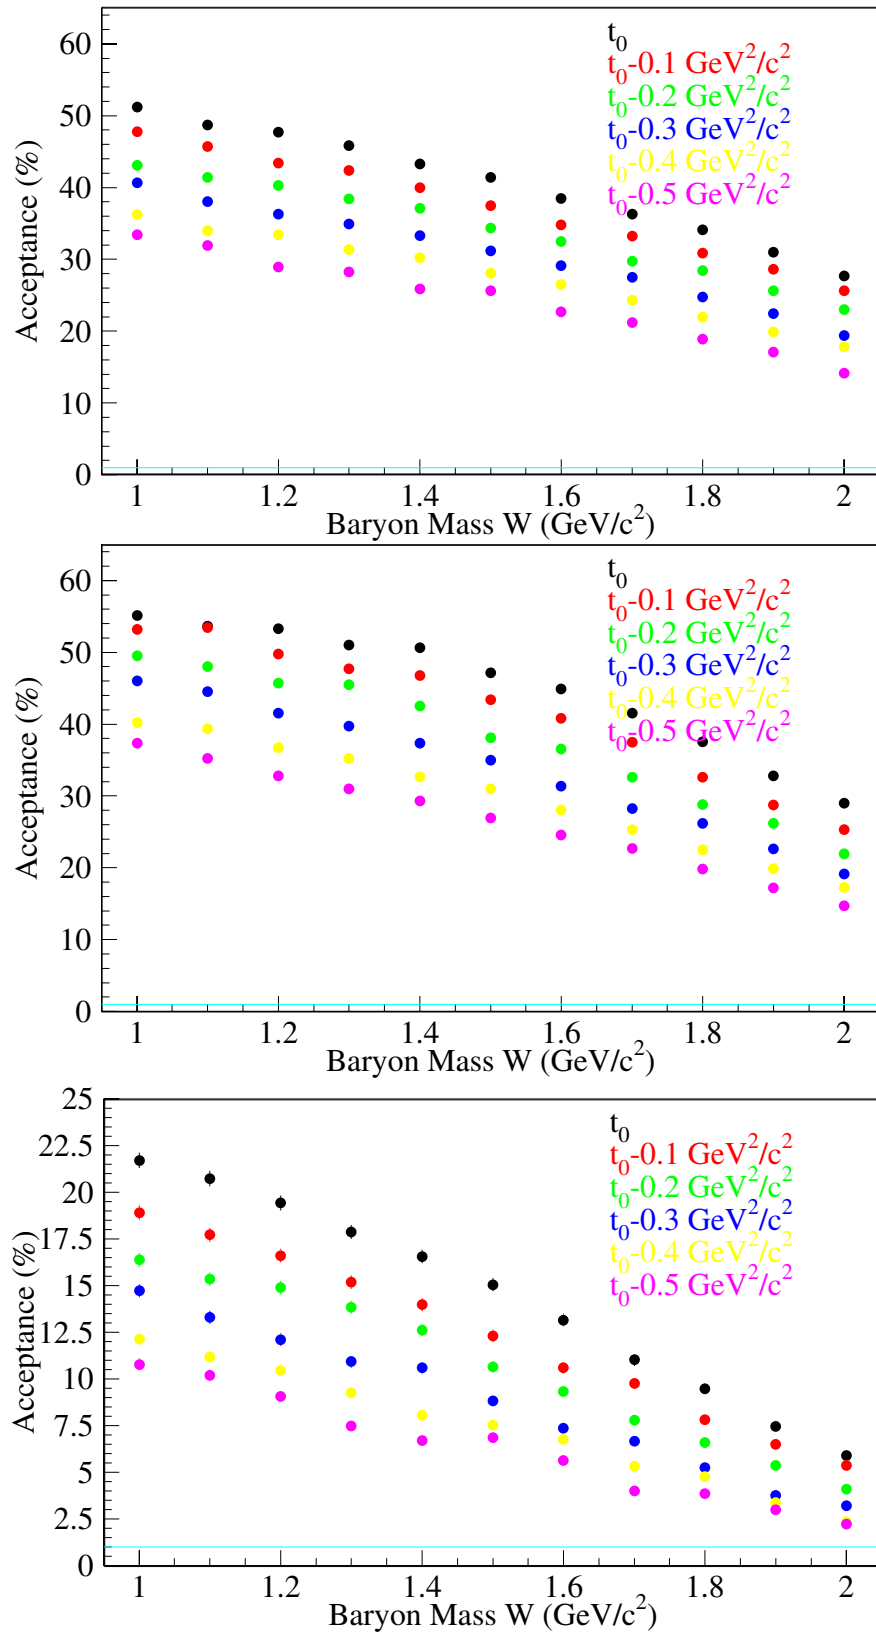 60
50
40
30
20
10
0
Acceptance (%)
t₀
t₀-0.1 GeV²/c²
t₀-0.2 GeV²/c²
t₀-0.3 GeV²/c²
t₀-0.4 GeV²/c²
t₀-0.5 GeV²/c²
1 1.2 1.4 1.6 1.8 2
Baryon Mass W (GeV/c²)
60
50
40
30
20
10
0
Acceptance (%)
t₀
t₀-0.1 GeV²/c²
t₀-0.2 GeV²/c²
t₀-0.3 GeV²/c²
t₀-0.4 GeV²/c²
t₀-0.5 GeV²/c²
1 1.2 1.4 1.6 1.8 2
Baryon Mass W (GeV/c²)
25
22.5
20
17.5
15
12.5
10
7.5
5
2.5
0
Acceptance (%)
t₀
t₀-0.1 GeV²/c²
t₀-0.2 GeV²/c²
t₀-0.3 GeV²/c²
t₀-0.4 GeV²/c²
t₀-0.5 GeV²/c²
1 1.2 1.4 1.6 1.8 2
Baryon Mass W (GeV/c²)